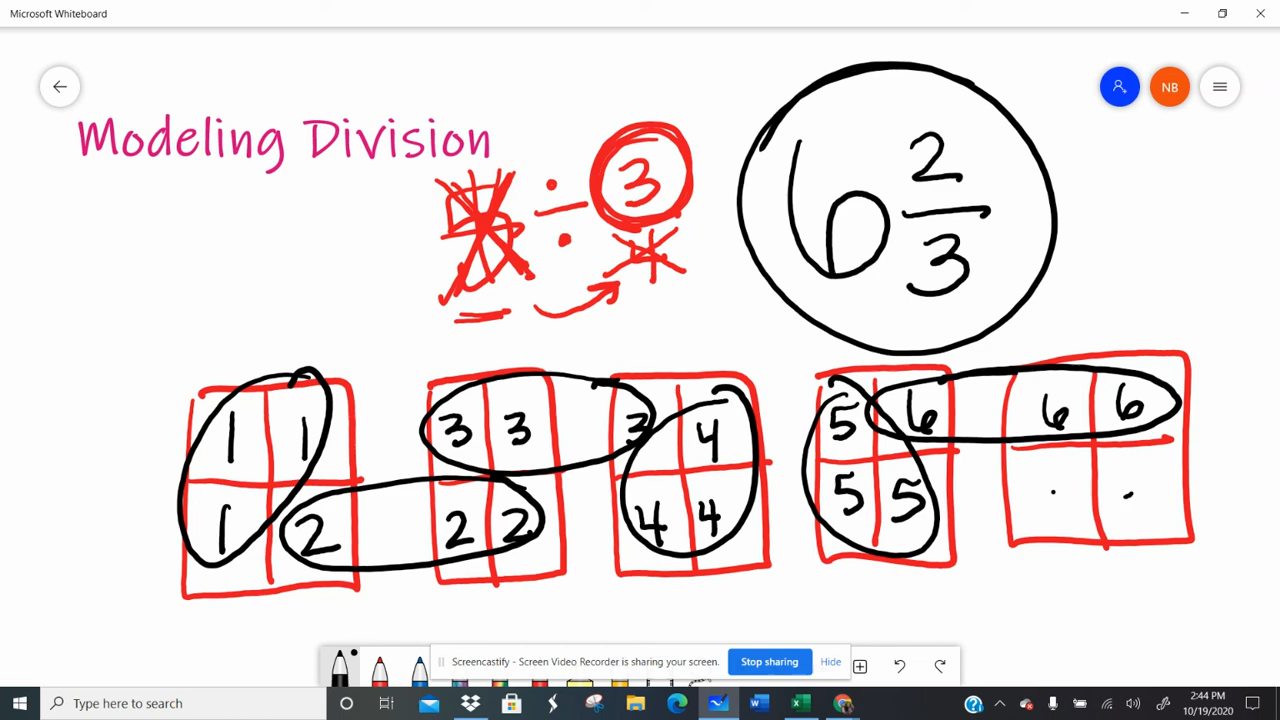 Microsoft Whiteboard
NB
Modeling Division
÷ 3
4
6 2/3
1 1 3 3 3 4 5 6 6 6
1 2 2 2 4 4 5 5
Screencastify - Screen Video Recorder is sharing your screen.
Stop sharing
Hide
Type here to search
2:44 PM
10/19/2020